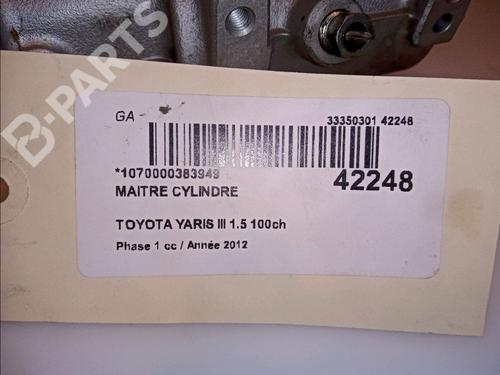 B-PARTS
GA -
33350301 42248
*1070000383949
42248
MAITRE CYLINDRE
TOYOTA YARIS III 1.5 100ch
Phase 1 cc / Année 2012